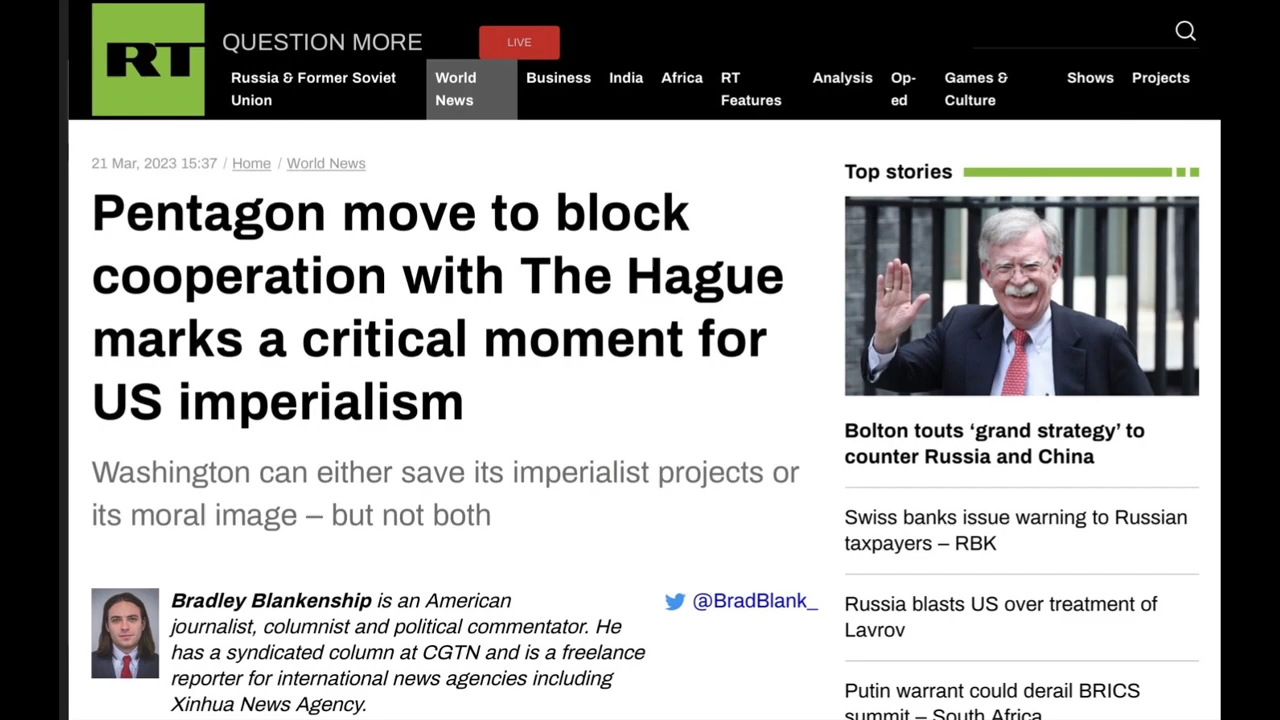 RT
QUESTION MORE
LIVE
Russia & Former Soviet
Union
World
News
Business
India
Africa
RT
Features
Analysis
Op-
ed
Games &
Culture
Shows
Projects
21 Mar, 2023 15:37 / Home / World News
Pentagon move to block
cooperation with The Hague
marks a critical moment for
US imperialism
Washington can either save its imperialist projects or
its moral image – but not both
Bradley Blankenship is an American
journalist, columnist and political commentator. He
has a syndicated column at CGTN and is a freelance
reporter for international news agencies including
Xinhua News Agency.
@BradBlank_
Top stories
Bolton touts ‘grand strategy’ to
counter Russia and China
Swiss banks issue warning to Russian
taxpayers – RBK
Russia blasts US over treatment of
Lavrov
Putin warrant could derail BRICS
summit – South Africa